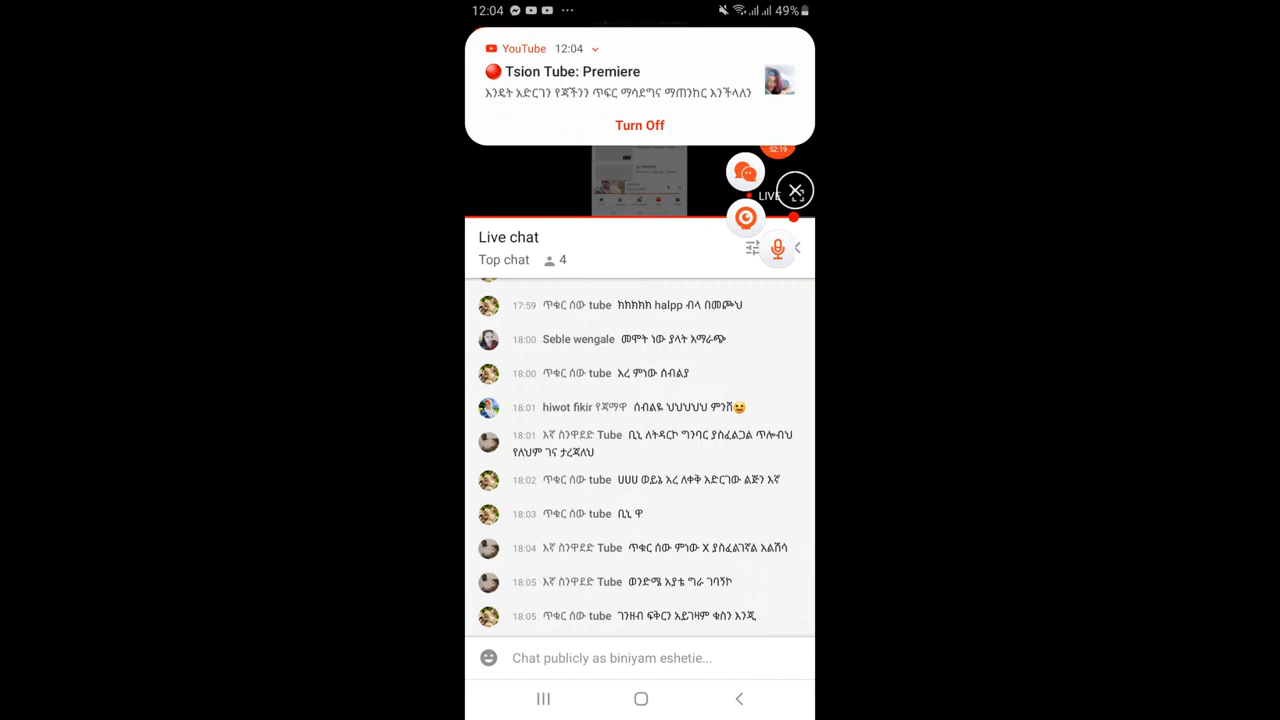 12:04 49%
YouTube 12:04
Tsion Tube: Premiere
እንዴት አድርገን የጃችንን ጥፍር ማሳደግና ማጠንከር እንችላለን
Turn Off
52:19
LIVE
Live chat
Top chat 4
17:59 ጥቁር ሰው tube ክክክክክ halpp ብላ በመጮህ
18:00 Seble wengale መሞት ነው ያላት አማራጭ
18:00 ጥቁር ሰው tube አረ ምነው ሰብልያ
18:01 hiwot fikir የጃማዋ ሰብልዬ ህህህህህ ምንሽ😉
18:01 እኛ ስንዋደድ Tube ቢኒ ለትዳርኮ ግንባር ያስፈልጋል ጥሎብህ
የለህም ገና ታረጃለህ
18:02 ጥቁር ሰው tube ሀሀሀ ወይኔ አረ ለቀቅ አድርገው ልጅን እኛ
18:03 ጥቁር ሰው tube ቢኒ ዋ
18:04 እኛ ስንዋደድ Tube ጥቁር ሰው ምነው X ያስፈልገኛል አልሽሳ
18:05 እኛ ስንዋደድ Tube ወንድሜ አያቴ ግራ ገባኝኮ
18:05 ጥቁር ሰው tube ገንዘብ ፍቅርን አይገዛም ቁስን እንጂ
Chat publicly as biniyam eshetie...